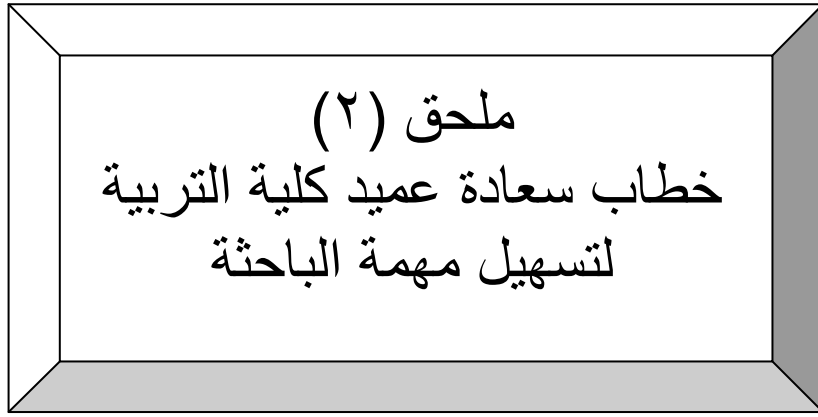 ملحق (٢)
خطاب سعادة عميد كلية التربية
لتسهيل مهمة الباحثة